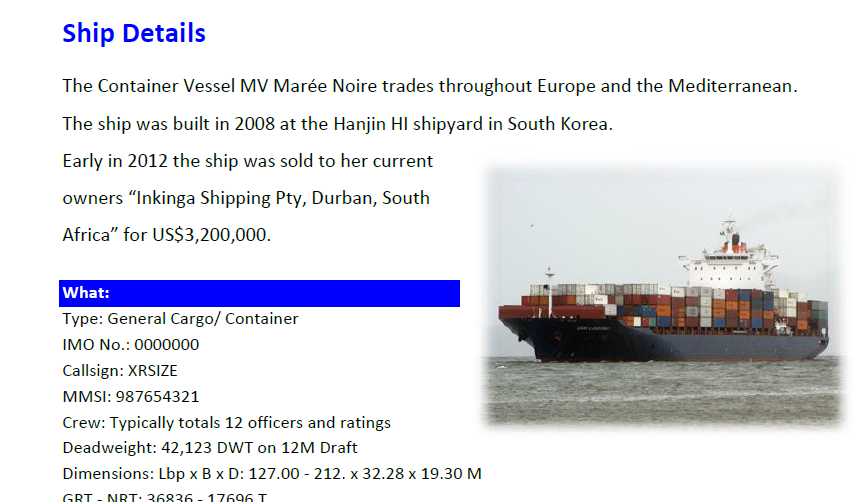 Ship Details
The Container Vessel MV Marée Noire trades throughout Europe and the Mediterranean.
The ship was built in 2008 at the Hanjin HI shipyard in South Korea.
Early in 2012 the ship was sold to her current
owners “Inkinga Shipping Pty, Durban, South
Africa” for US$3,200,000.
What:
Type: General Cargo/ Container
IMO No.: 0000000
Callsign: XRSIZE
MMSI: 987654321
Crew: Typically totals 12 officers and ratings
Deadweight: 42,123 DWT on 12M Draft
Dimensions: Lbp x B x D: 127.00 - 212. x 32.28 x 19.30 M
GRT - NRT: 36836 - 17696 T